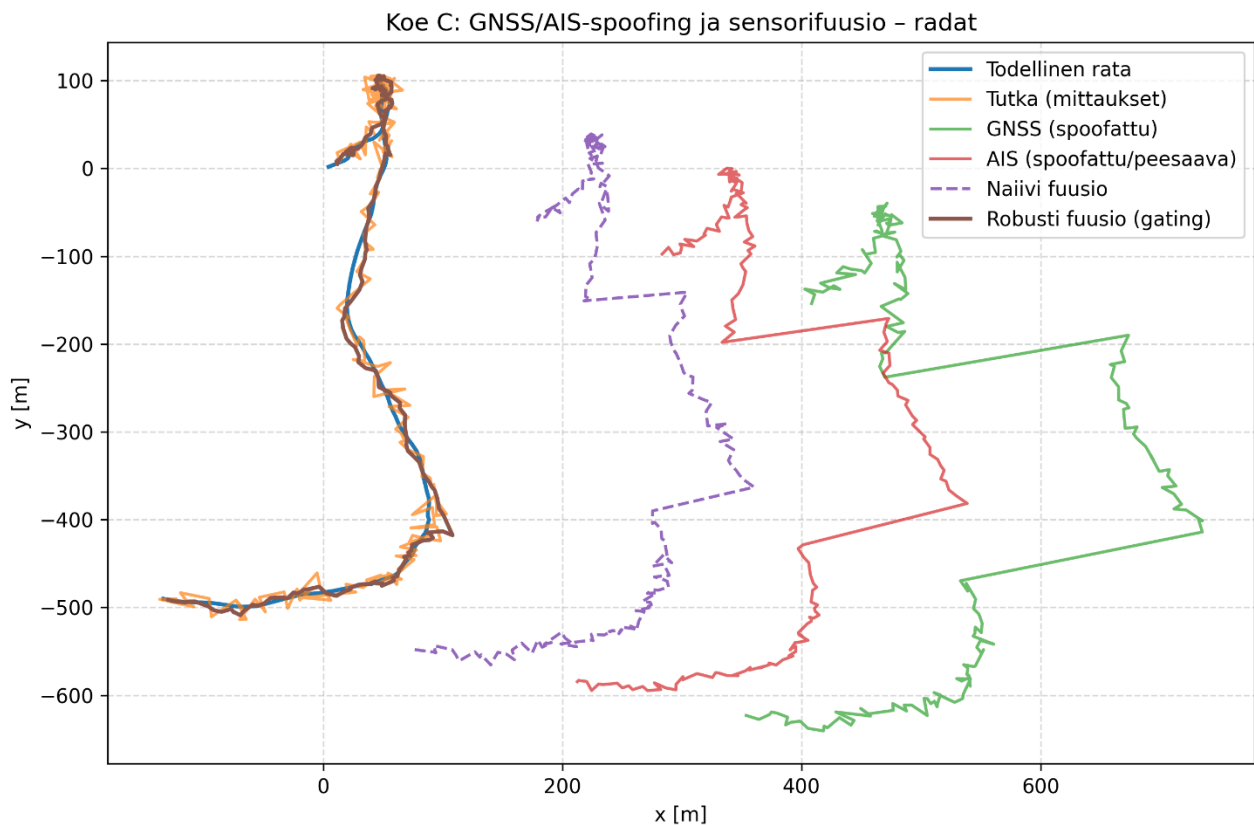 Koe C: GNSS/AIS-spoofing ja sensorifuusio – radat
Todellinen rata
Tutka (mittaukset)
GNSS (spoofattu)
AIS (spoofattu/peesaava)
Naiivi fuusio
Robusti fuusio (gating)
y [m]
100
0
−100
−200
−300
−400
−500
−600
0
200
400
600
x [m]